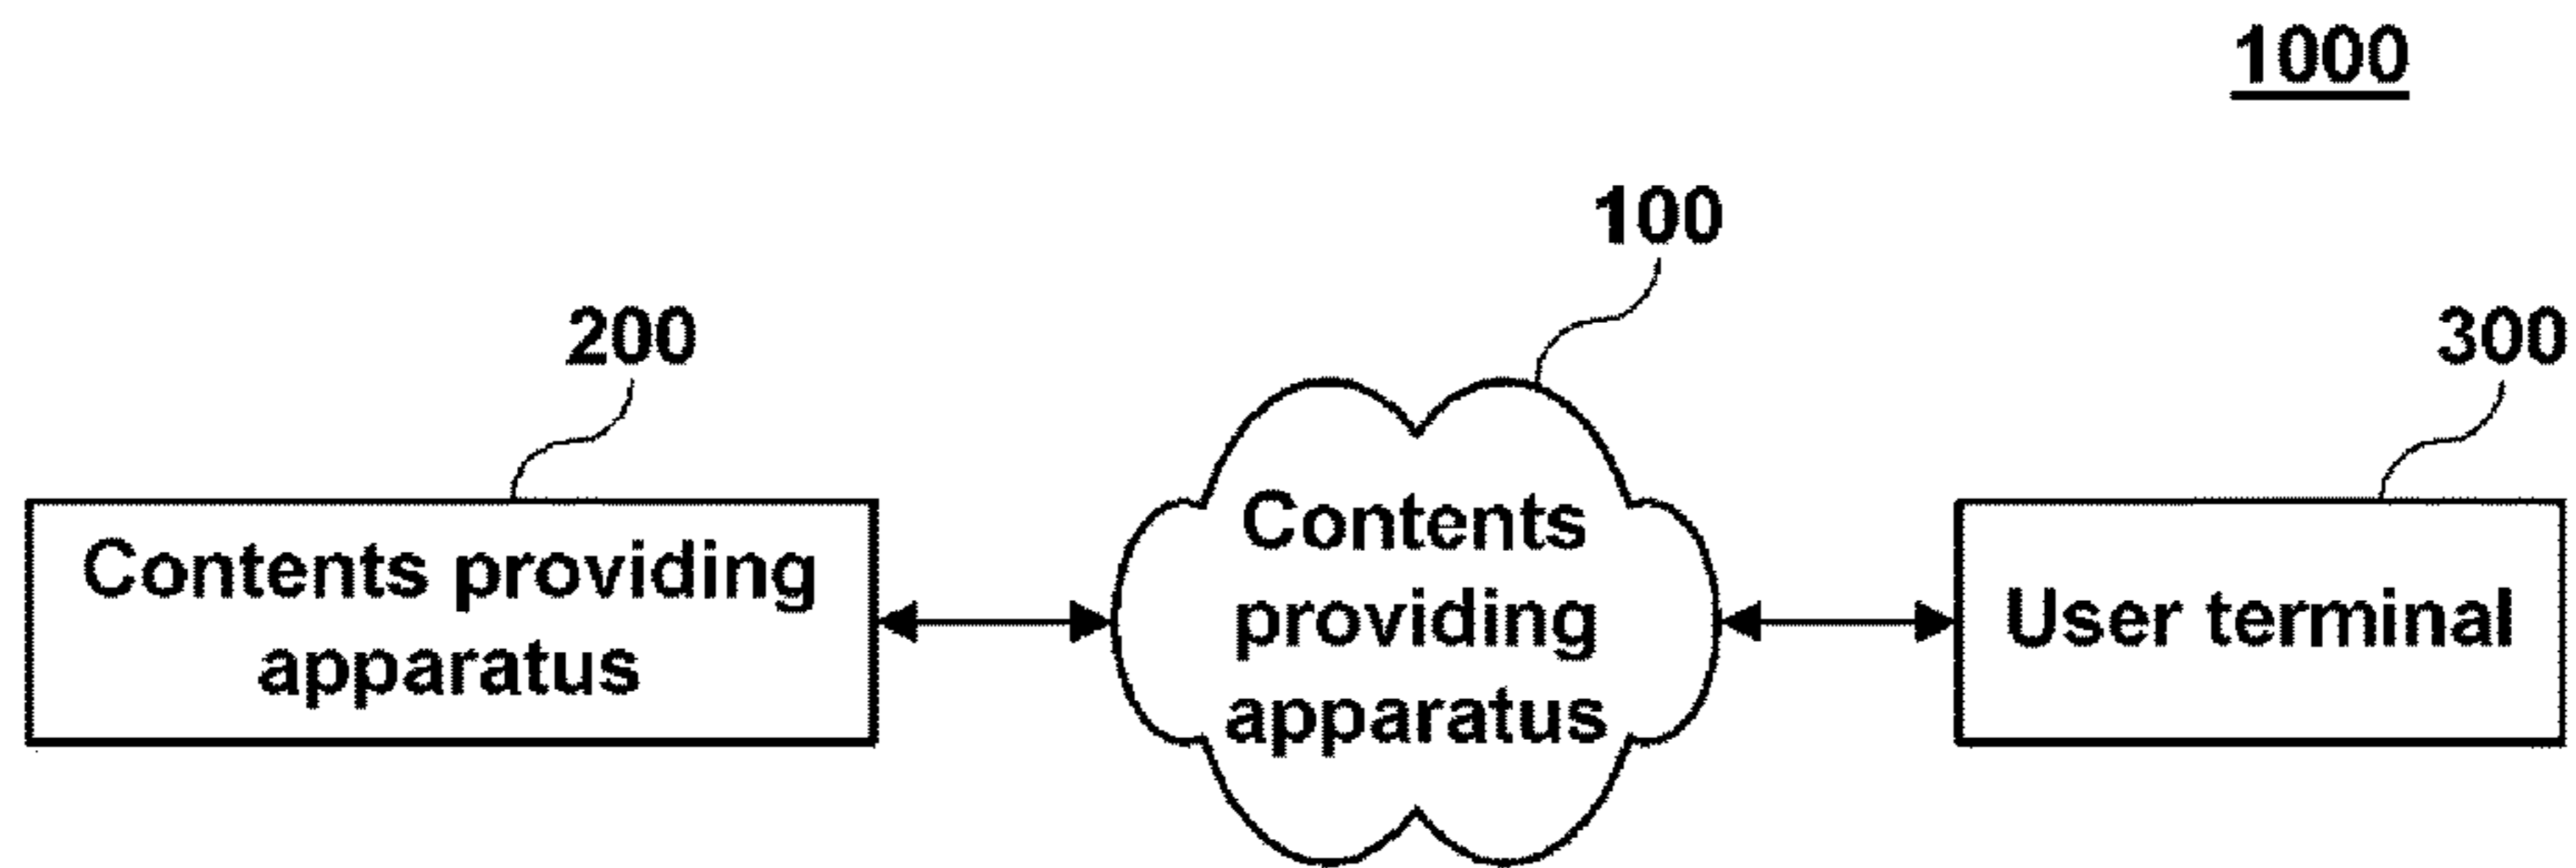 1000
100
200
300
Contents providing
apparatus
Contents
providing
apparatus
User terminal